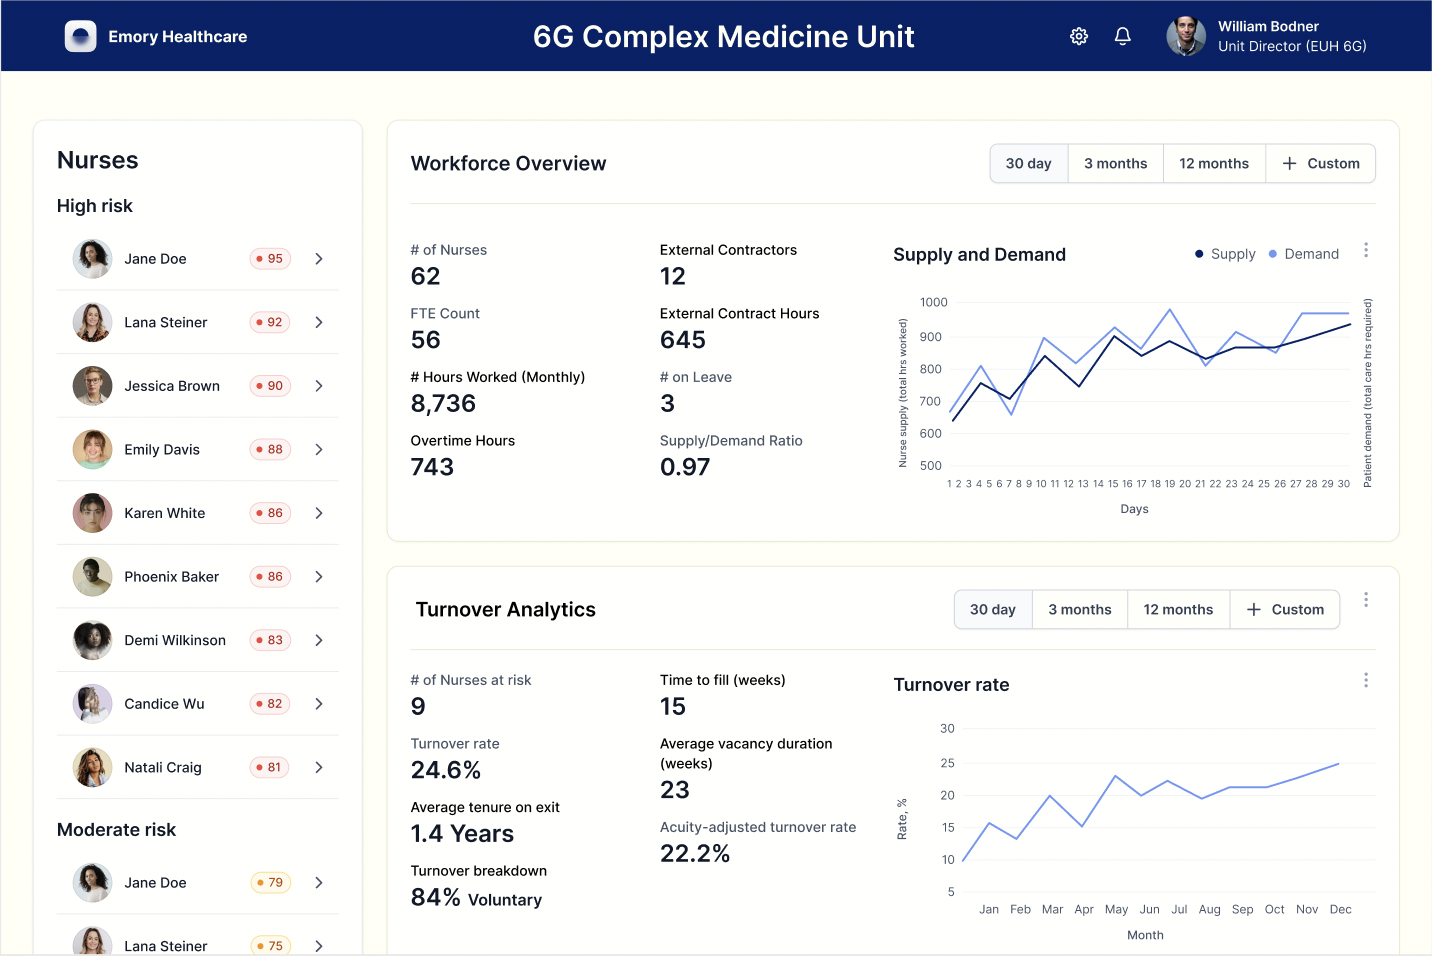 Emory Healthcare
6G Complex Medicine Unit
William Bodner
Unit Director (EUH 6G)
Nurses
High risk
Jane Doe 95
Lana Steiner 92
Jessica Brown 90
Emily Davis 88
Karen White 86
Phoenix Baker 86
Demi Wilkinson 83
Candice Wu 82
Natali Craig 81
Moderate risk
Jane Doe 79
Lana Steiner 75
Workforce Overview
30 day 3 months 12 months + Custom
# of Nurses
62
FTE Count
56
# Hours Worked (Monthly)
8,736
Overtime Hours
743
External Contractors
12
External Contract Hours
645
# on Leave
3
Supply/Demand Ratio
0.97
Supply and Demand
Supply Demand
Nurse supply (total hrs worked)
1000
900
800
700
600
500
1 2 3 4 5 6 7 8 9 10 11 12 13 14 15 16 17 18 19 20 21 22 23 24 25 26 27 28 29 30
Days
Patient demand (total care hrs required)
Turnover Analytics
30 day 3 months 12 months + Custom
# of Nurses at risk
9
Turnover rate
24.6%
Average tenure on exit
1.4 Years
Turnover breakdown
84% Voluntary
Time to fill (weeks)
15
Average vacancy duration
(weeks)
23
Acuity-adjusted turnover rate
22.2%
Turnover rate
Rate, %
30
25
20
15
10
5
Jan Feb Mar Apr May Jun Jul Aug Sep Oct Nov Dec
Month